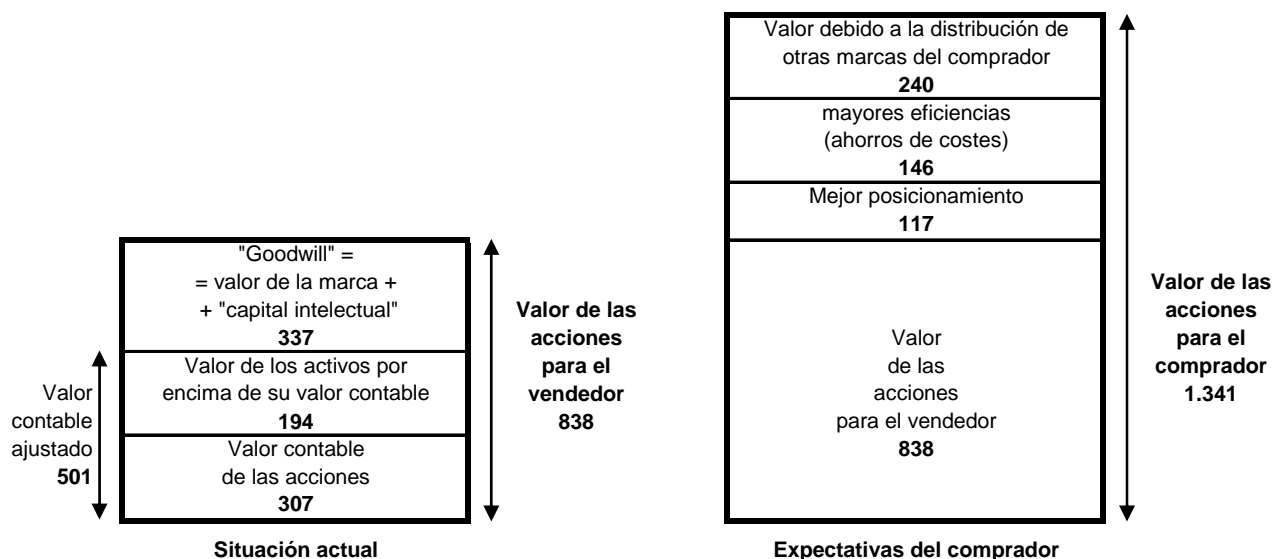 "Goodwill" =
= valor de la marca +
+ "capital intelectual"
337
Valor de los activos por
encima de su valor contable
194
Valor contable
de las acciones
307
Valor
contable
ajustado
501
Valor de las
acciones
para el
vendedor
838
Situación actual
Valor debido a la distribución de
otras marcas del comprador
240
mayores eficiencias
(ahorros de costes)
146
Mejor posicionamiento
117
Valor
de las
acciones
para el vendedor
838
Valor de las
acciones
para el
comprador
1.341
Expectativas del comprador